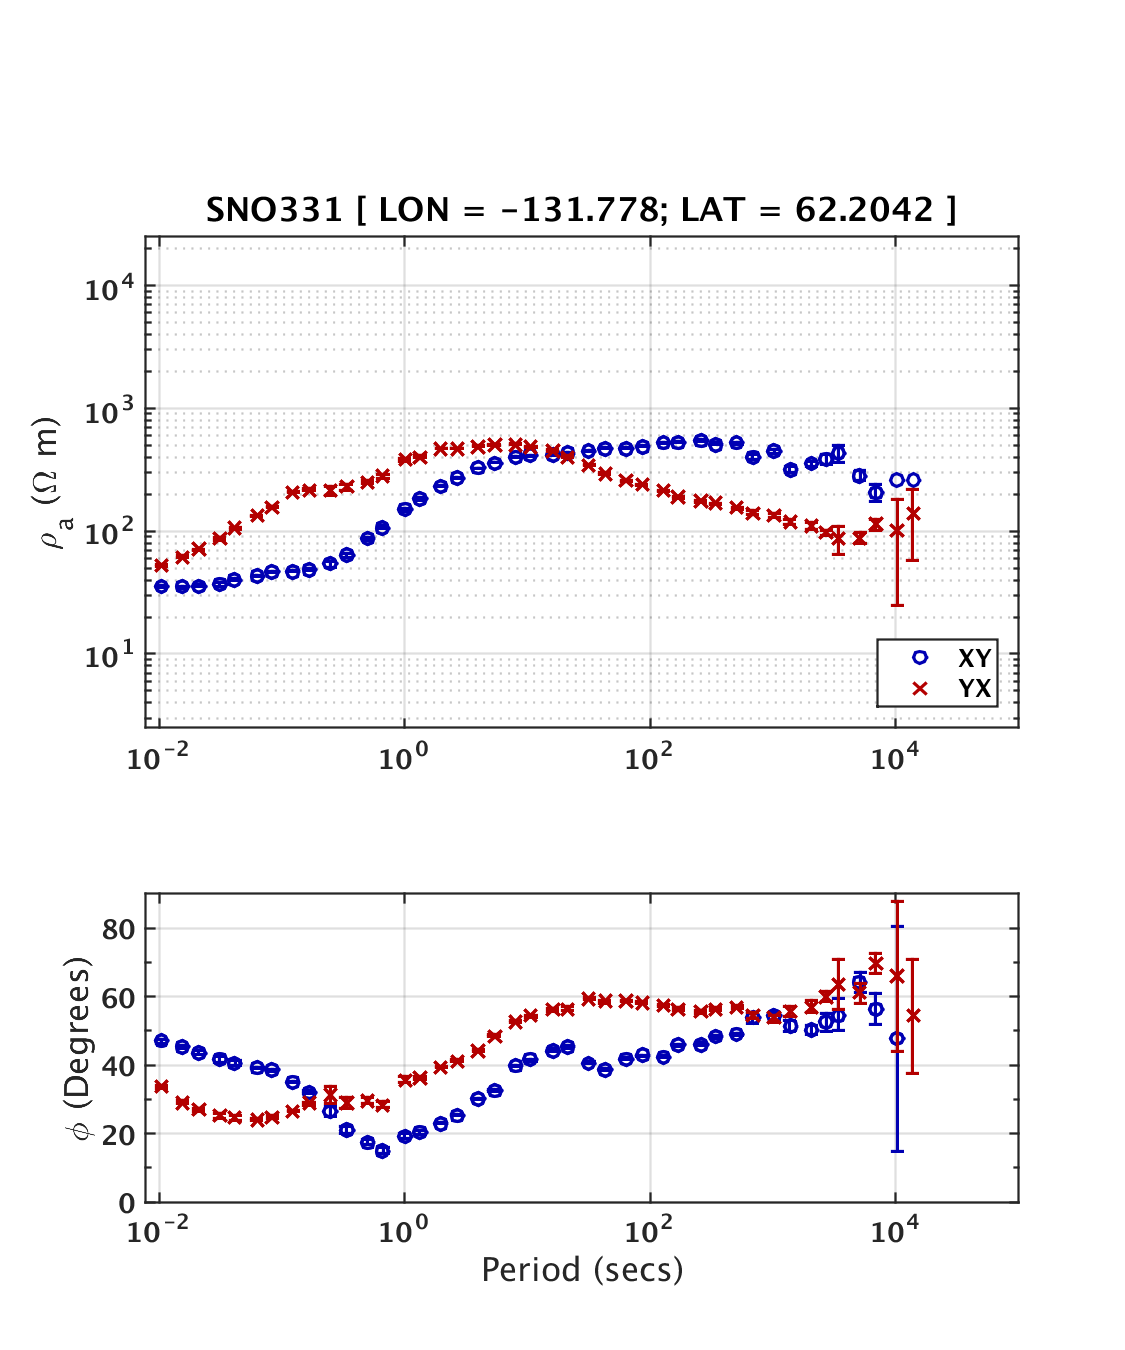 SNO331 [ LON = -131.778; LAT = 62.2042 ]
ρa (Ω m)
10^4
10^3
10^2
10^1
XY
YX
10^-2 10^0 10^2 10^4
ϕ (Degrees)
80
60
40
20
0
10^-2 10^0 10^2 10^4
Period (secs)